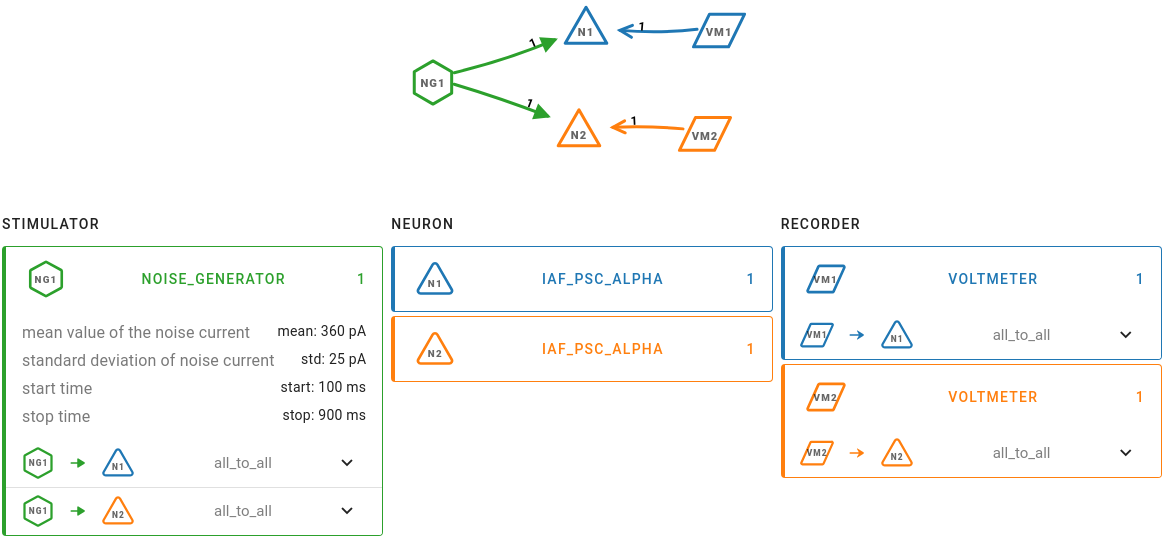 1
N1
1
VM1
NG1
1
N2
1
VM2
STIMULATOR
NG1 NOISE_GENERATOR 1
mean value of the noise current mean: 360 pA
standard deviation of noise current std: 25 pA
start time start: 100 ms
stop time stop: 900 ms
NG1 N1 all_to_all
NG1 N2 all_to_all
NEURON
N1 IAF_PSC_ALPHA 1
N2 IAF_PSC_ALPHA 1
RECORDER
VM1 VOLTMETER 1
VM1 N1 all_to_all
VM2 VOLTMETER 1
VM2 N2 all_to_all